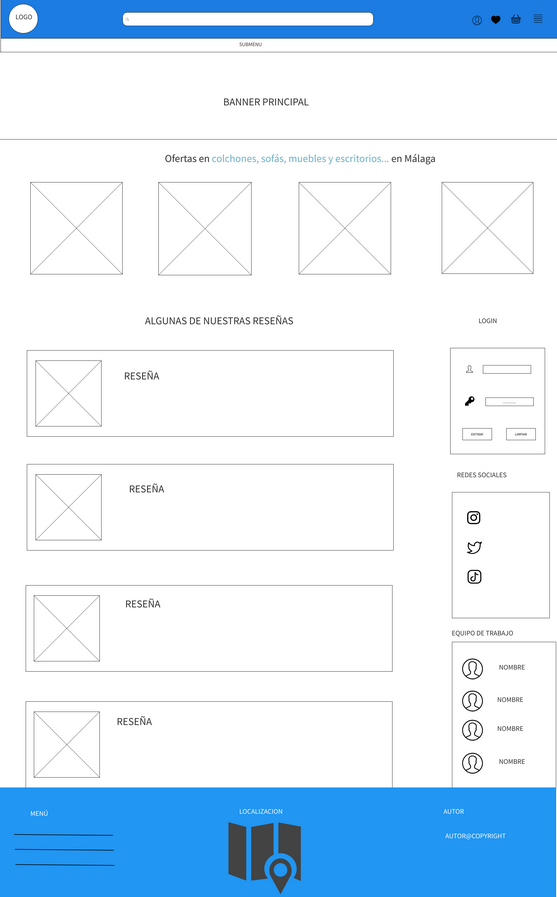 LOGO
SUBMENU
BANNER PRINCIPAL
Ofertas en colchones, sofás, muebles y escritorios... en Málaga
ALGUNAS DE NUESTRAS RESEÑAS
RESEÑA
RESEÑA
RESEÑA
RESEÑA
LOGIN
ENTRAR
LIMPIAR
REDES SOCIALES
EQUIPO DE TRABAJO
NOMBRE
NOMBRE
NOMBRE
NOMBRE
MENÚ
LOCALIZACION
AUTOR
AUTOR@COPYRIGHT